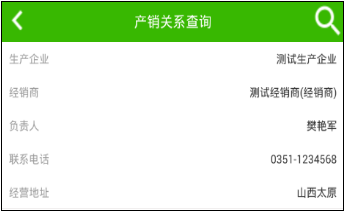 产销关系查询
生产企业 测试生产企业
经销商 测试经销商(经销商)
负责人 樊艳军
联系电话 0351-1234568
经营地址 山西太原